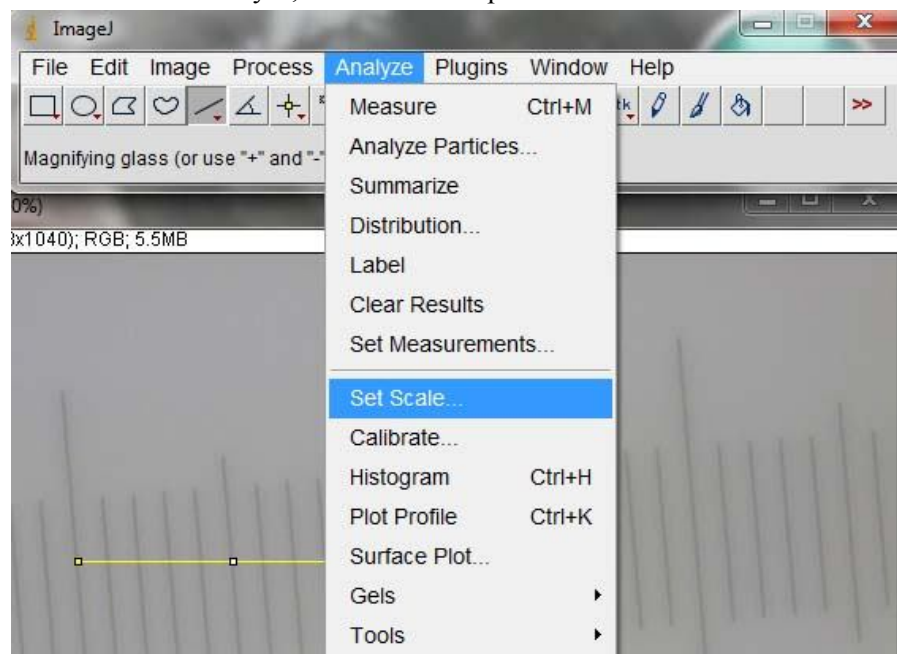 ImageJ
File Edit Image Process Analyze Plugins Window Help
Magnifying glass (or use "+" and "-"
Measure Ctrl+M
Analyze Particles...
Summarize
Distribution...
Label
Clear Results
Set Measurements...
Set Scale...
Calibrate...
Histogram Ctrl+H
Plot Profile Ctrl+K
Surface Plot...
Gels
Tools
0%)
x1040); RGB; 5.5MB